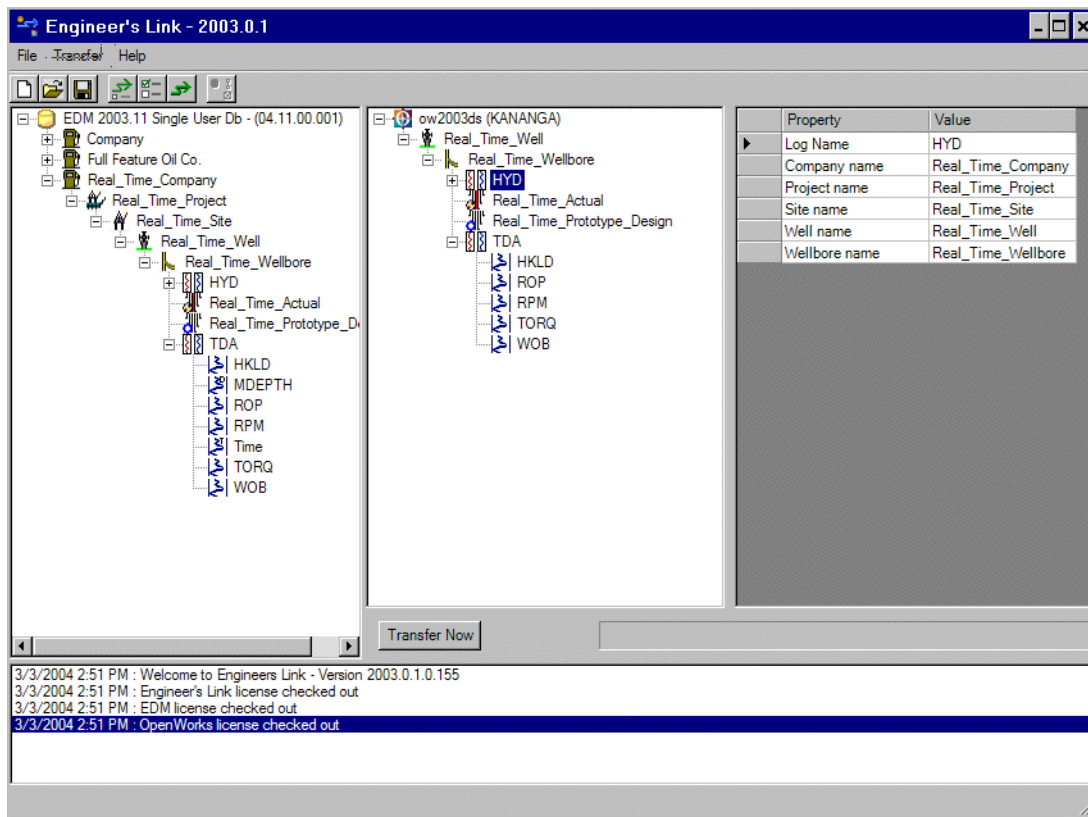 Engineer's Link - 2003.0.1
File Transfer Help
EDM 2003.11 Single User Db - (04.11.00.001)
Company
Full Feature Oil Co.
Real_Time_Company
Real_Time_Project
Real_Time_Site
Real_Time_Well
Real_Time_Wellbore
HYD
Real_Time_Actual
Real_Time_Prototype_D
TDA
HKLD
MDEPTH
ROP
RPM
Time
TORQ
WOB
ow2003ds (KANANGA)
Real_Time_Well
Real_Time_Wellbore
HYD
Real_Time_Actual
Real_Time_Prototype_Design
TDA
HKLD
ROP
RPM
TORQ
WOB
Property Value
Log Name HYD
Company name Real_Time_Company
Project name Real_Time_Project
Site name Real_Time_Site
Well name Real_Time_Well
Wellbore name Real_Time_Wellbore
Transfer Now
3/3/2004 2:51 PM : Welcome to Engineers Link - Version 2003.0.1.0.155
3/3/2004 2:51 PM : Engineer's Link license checked out
3/3/2004 2:51 PM : EDM license checked out
3/3/2004 2:51 PM : OpenWorks license checked out